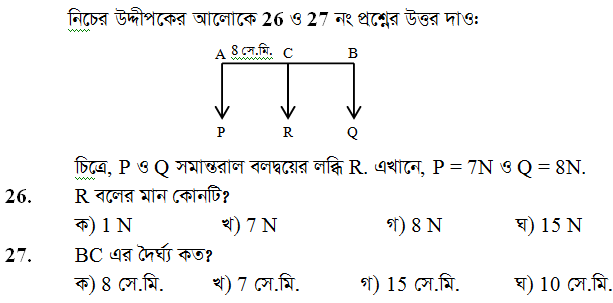 নিচের উদ্দীপকের আলোকে 26 ও 27 নং প্রশ্নের উত্তর দাওঃ
A 8 সে.মি. C B
P R Q
চিত্রে, P ও Q সমান্তরাল বলদ্বয়ের লব্ধি R. এখানে, P = 7N ও Q = 8N.
26. R বলের মান কোনটি?
ক) 1 N খ) 7 N গ) 8 N ঘ) 15 N
27. BC এর দৈর্ঘ্য কত?
ক) 8 সে.মি. খ) 7 সে.মি. গ) 15 সে.মি. ঘ) 10 সে.মি.